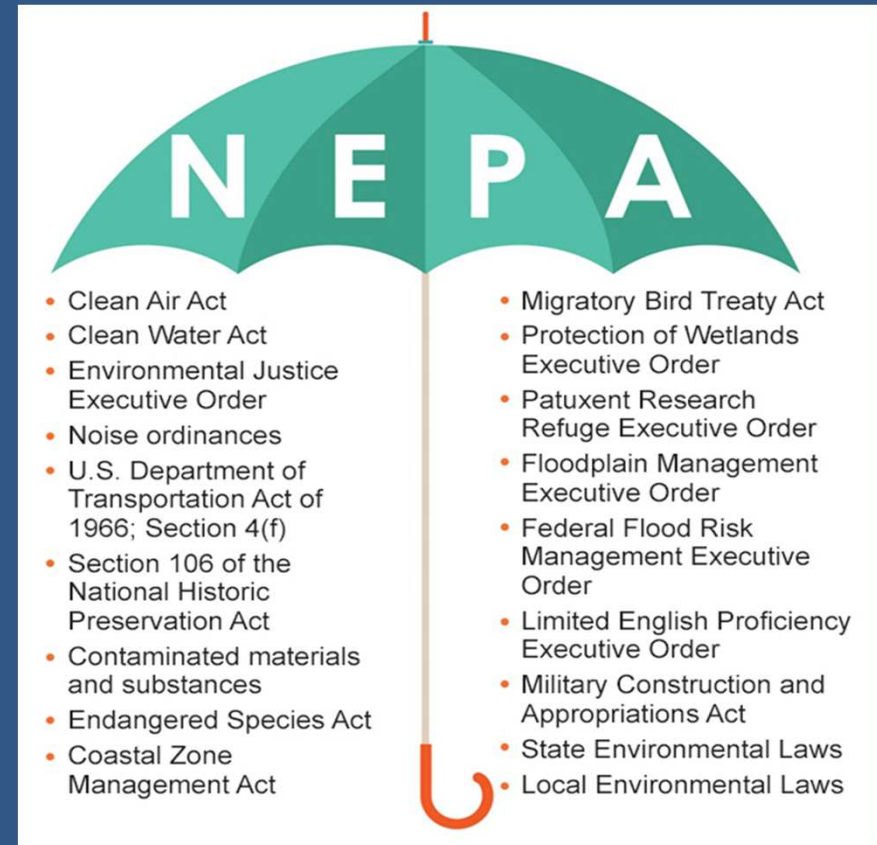 N E P A
• Clean Air Act
• Clean Water Act
• Environmental Justice
Executive Order
• Noise ordinances
• U.S. Department of
Transportation Act of
1966; Section 4(f)
• Section 106 of the
National Historic
Preservation Act
• Contaminated materials
and substances
• Endangered Species Act
• Coastal Zone
Management Act
• Migratory Bird Treaty Act
• Protection of Wetlands
Executive Order
• Patuxent Research
Refuge Executive Order
• Floodplain Management
Executive Order
• Federal Flood Risk
Management Executive
Order
• Limited English Proficiency
Executive Order
• Military Construction and
Appropriations Act
• State Environmental Laws
• Local Environmental Laws